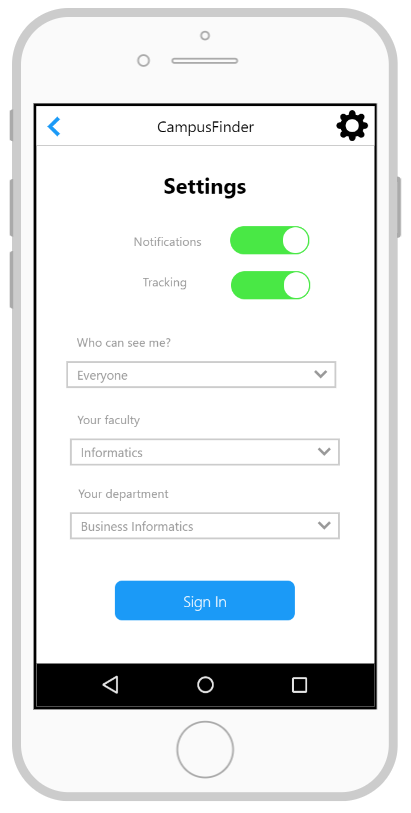 CampusFinder
Settings
Notifications
Tracking
Who can see me?
Everyone
Your faculty
Informatics
Your department
Business Informatics
Sign In